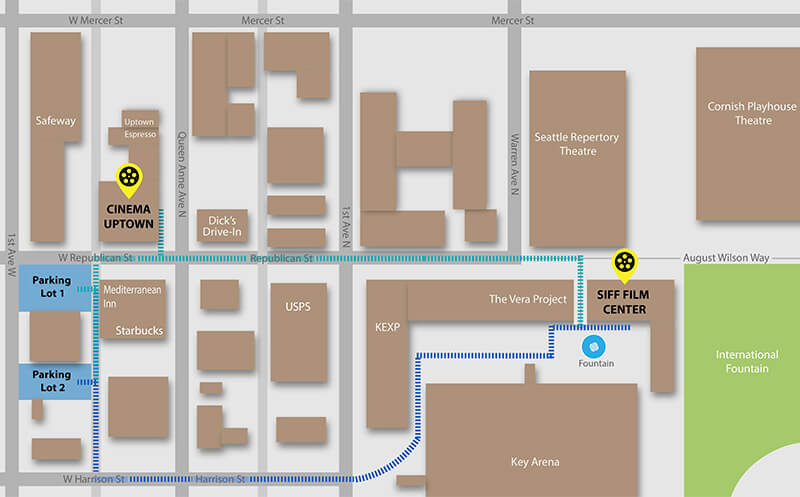 W Mercer St
Mercer St
Mercer St
Safeway
Uptown
Espresso
Queen Anne Ave N
Seattle Repertory
Theatre
Cornish Playhouse
Theatre
Warren Ave N
CINEMA
UPTOWN
Dick's
Drive-In
1st Ave N
1st Ave W
W Republican St
Republican St
August Wilson Way
Parking
Lot 1
Mediterranean
Inn
Starbucks
USPS
KEXP
The Vera Project
SIFF FILM
CENTER
Fountain
International
Fountain
Parking
Lot 2
Key Arena
W Harrison St
Harrison St